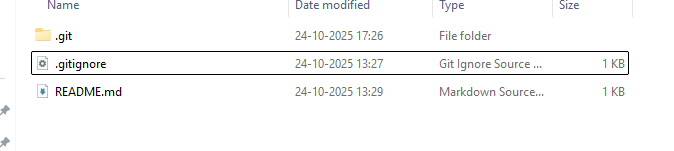 Name Date modified Type Size
.git 24-10-2025 17:26 File folder
.gitignore 24-10-2025 13:27 Git Ignore Source ... 1 KB
README.md 24-10-2025 13:29 Markdown Source... 1 KB